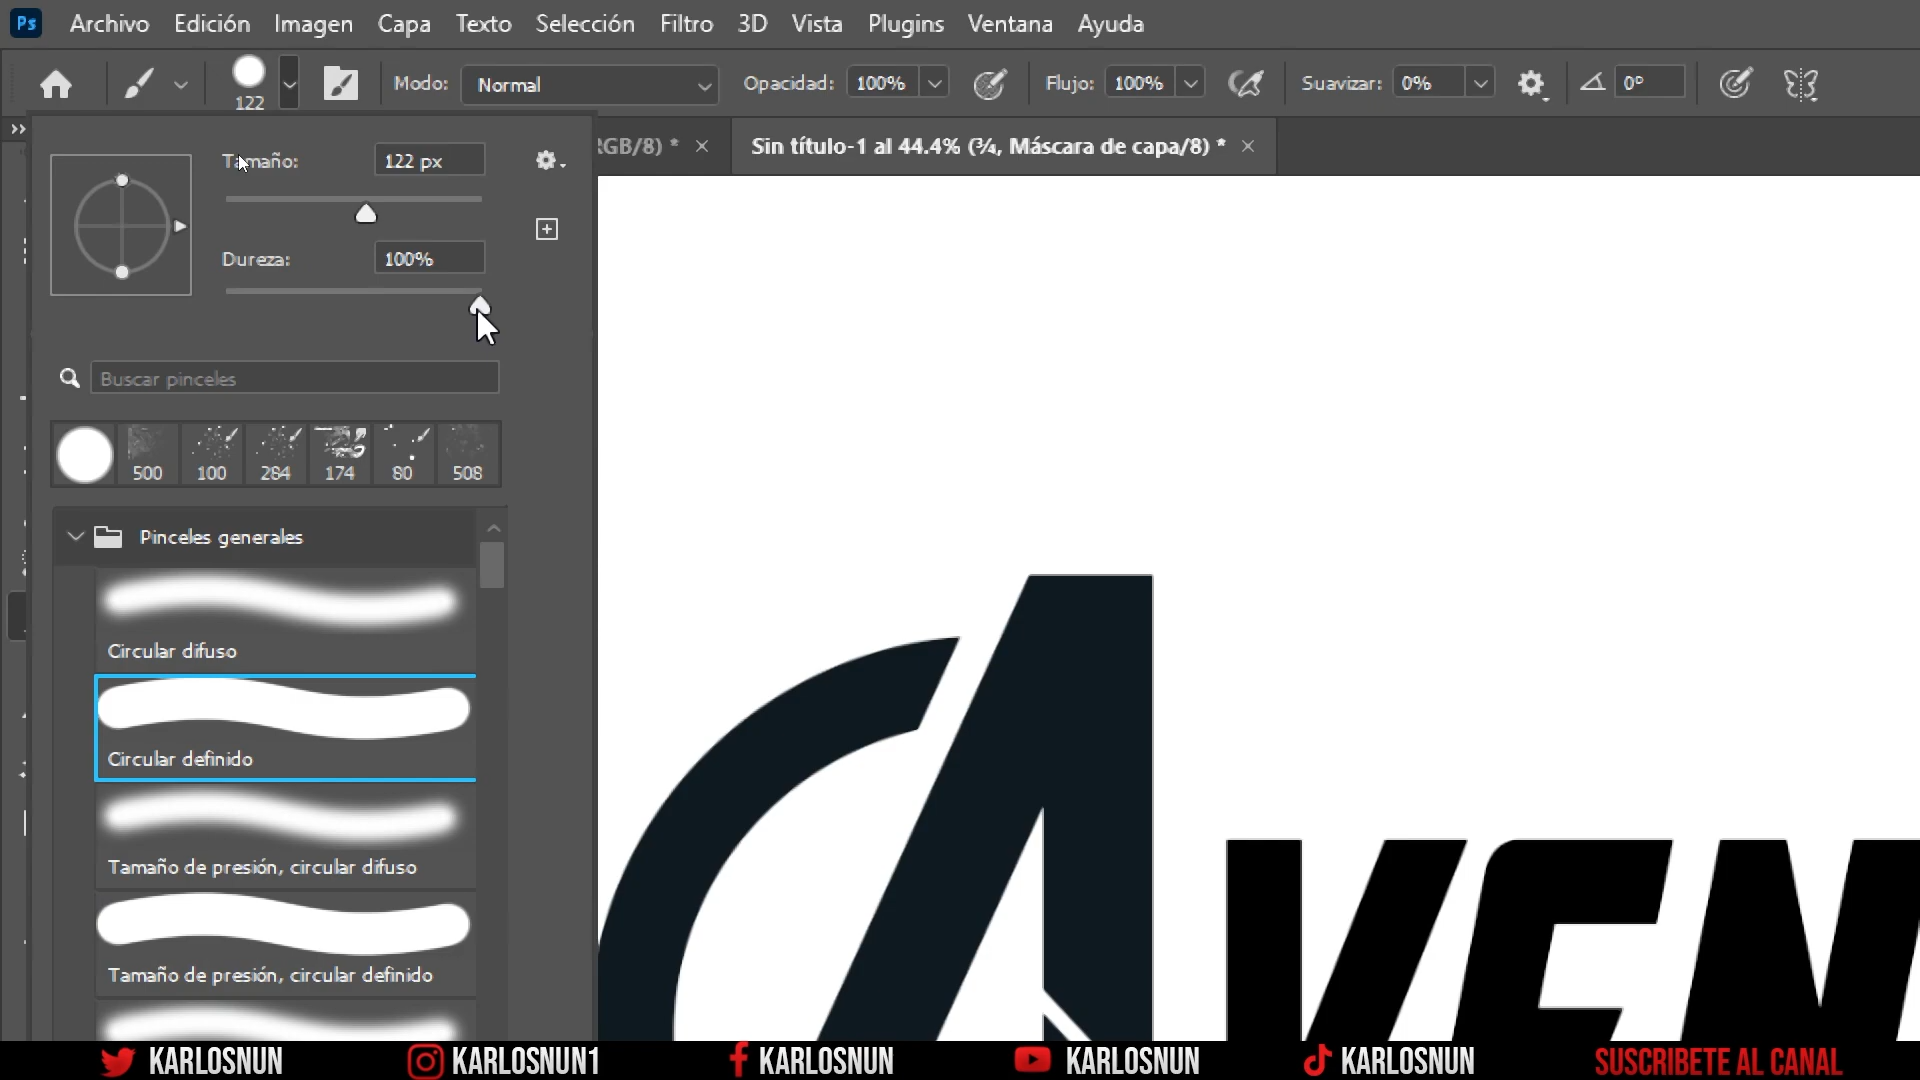 Ps Archivo Edición Imagen Capa Texto Selección Filtro 3D Vista Plugins Ventana Ayuda
122 Modo: Normal Opacidad: 100% Flujo: 100% Suavizar: 0% 0°
RGB/8) * × Sin título-1 al 44.4% (¾, Máscara de capa/8) * ×
Tamaño: 122 px
Dureza: 100%
Buscar pinceles
500 100 284 174 80 508
Pinceles generales
Circular difuso
Circular definido
Tamaño de presión, circular difuso
Tamaño de presión, circular definido
AVEN
KARLOSNUN KARLOSNUN1 KARLOSNUN KARLOSNUN KARLOSNUN SUSCRIBETE AL CANAL